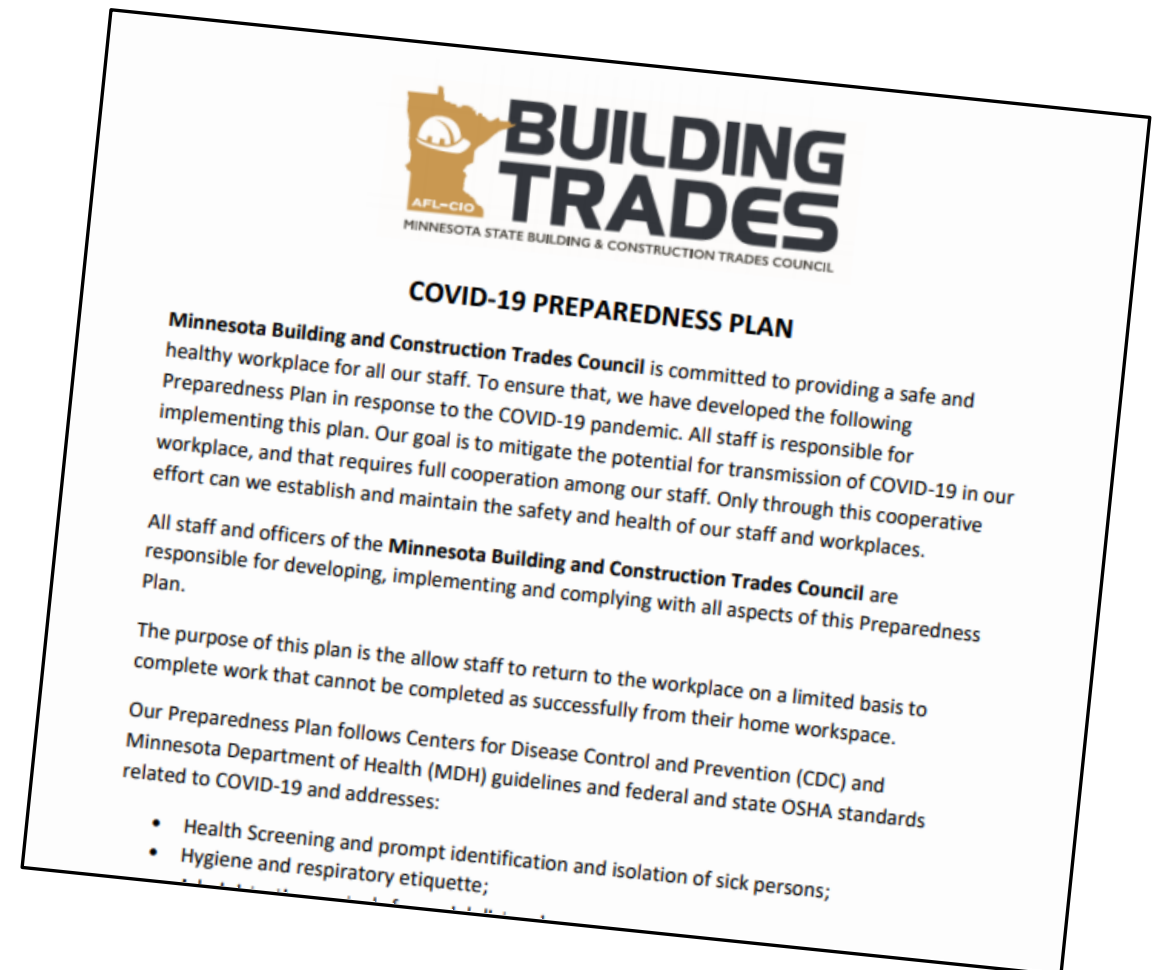 BUILDING
TRADES
AFL-CIO
MINNESOTA STATE BUILDING & CONSTRUCTION TRADES COUNCIL
COVID-19 PREPAREDNESS PLAN
Minnesota Building and Construction Trades Council is committed to providing a safe and
healthy workplace for all our staff. To ensure that, we have developed the following
Preparedness Plan in response to the COVID-19 pandemic. All staff is responsible for
implementing this plan. Our goal is to mitigate the potential for transmission of COVID-19 in our
workplace, and that requires full cooperation among our staff. Only through this cooperative
effort can we establish and maintain the safety and health of our staff and workplaces.
All staff and officers of the Minnesota Building and Construction Trades Council are
responsible for developing, implementing and complying with all aspects of this Preparedness
Plan.
The purpose of this plan is the allow staff to return to the workplace on a limited basis to
complete work that cannot be completed as successfully from their home workspace.
Our Preparedness Plan follows Centers for Disease Control and Prevention (CDC) and
Minnesota Department of Health (MDH) guidelines and federal and state OSHA standards
related to COVID-19 and addresses:
• Health Screening and prompt identification and isolation of sick persons;
• Hygiene and respiratory etiquette;